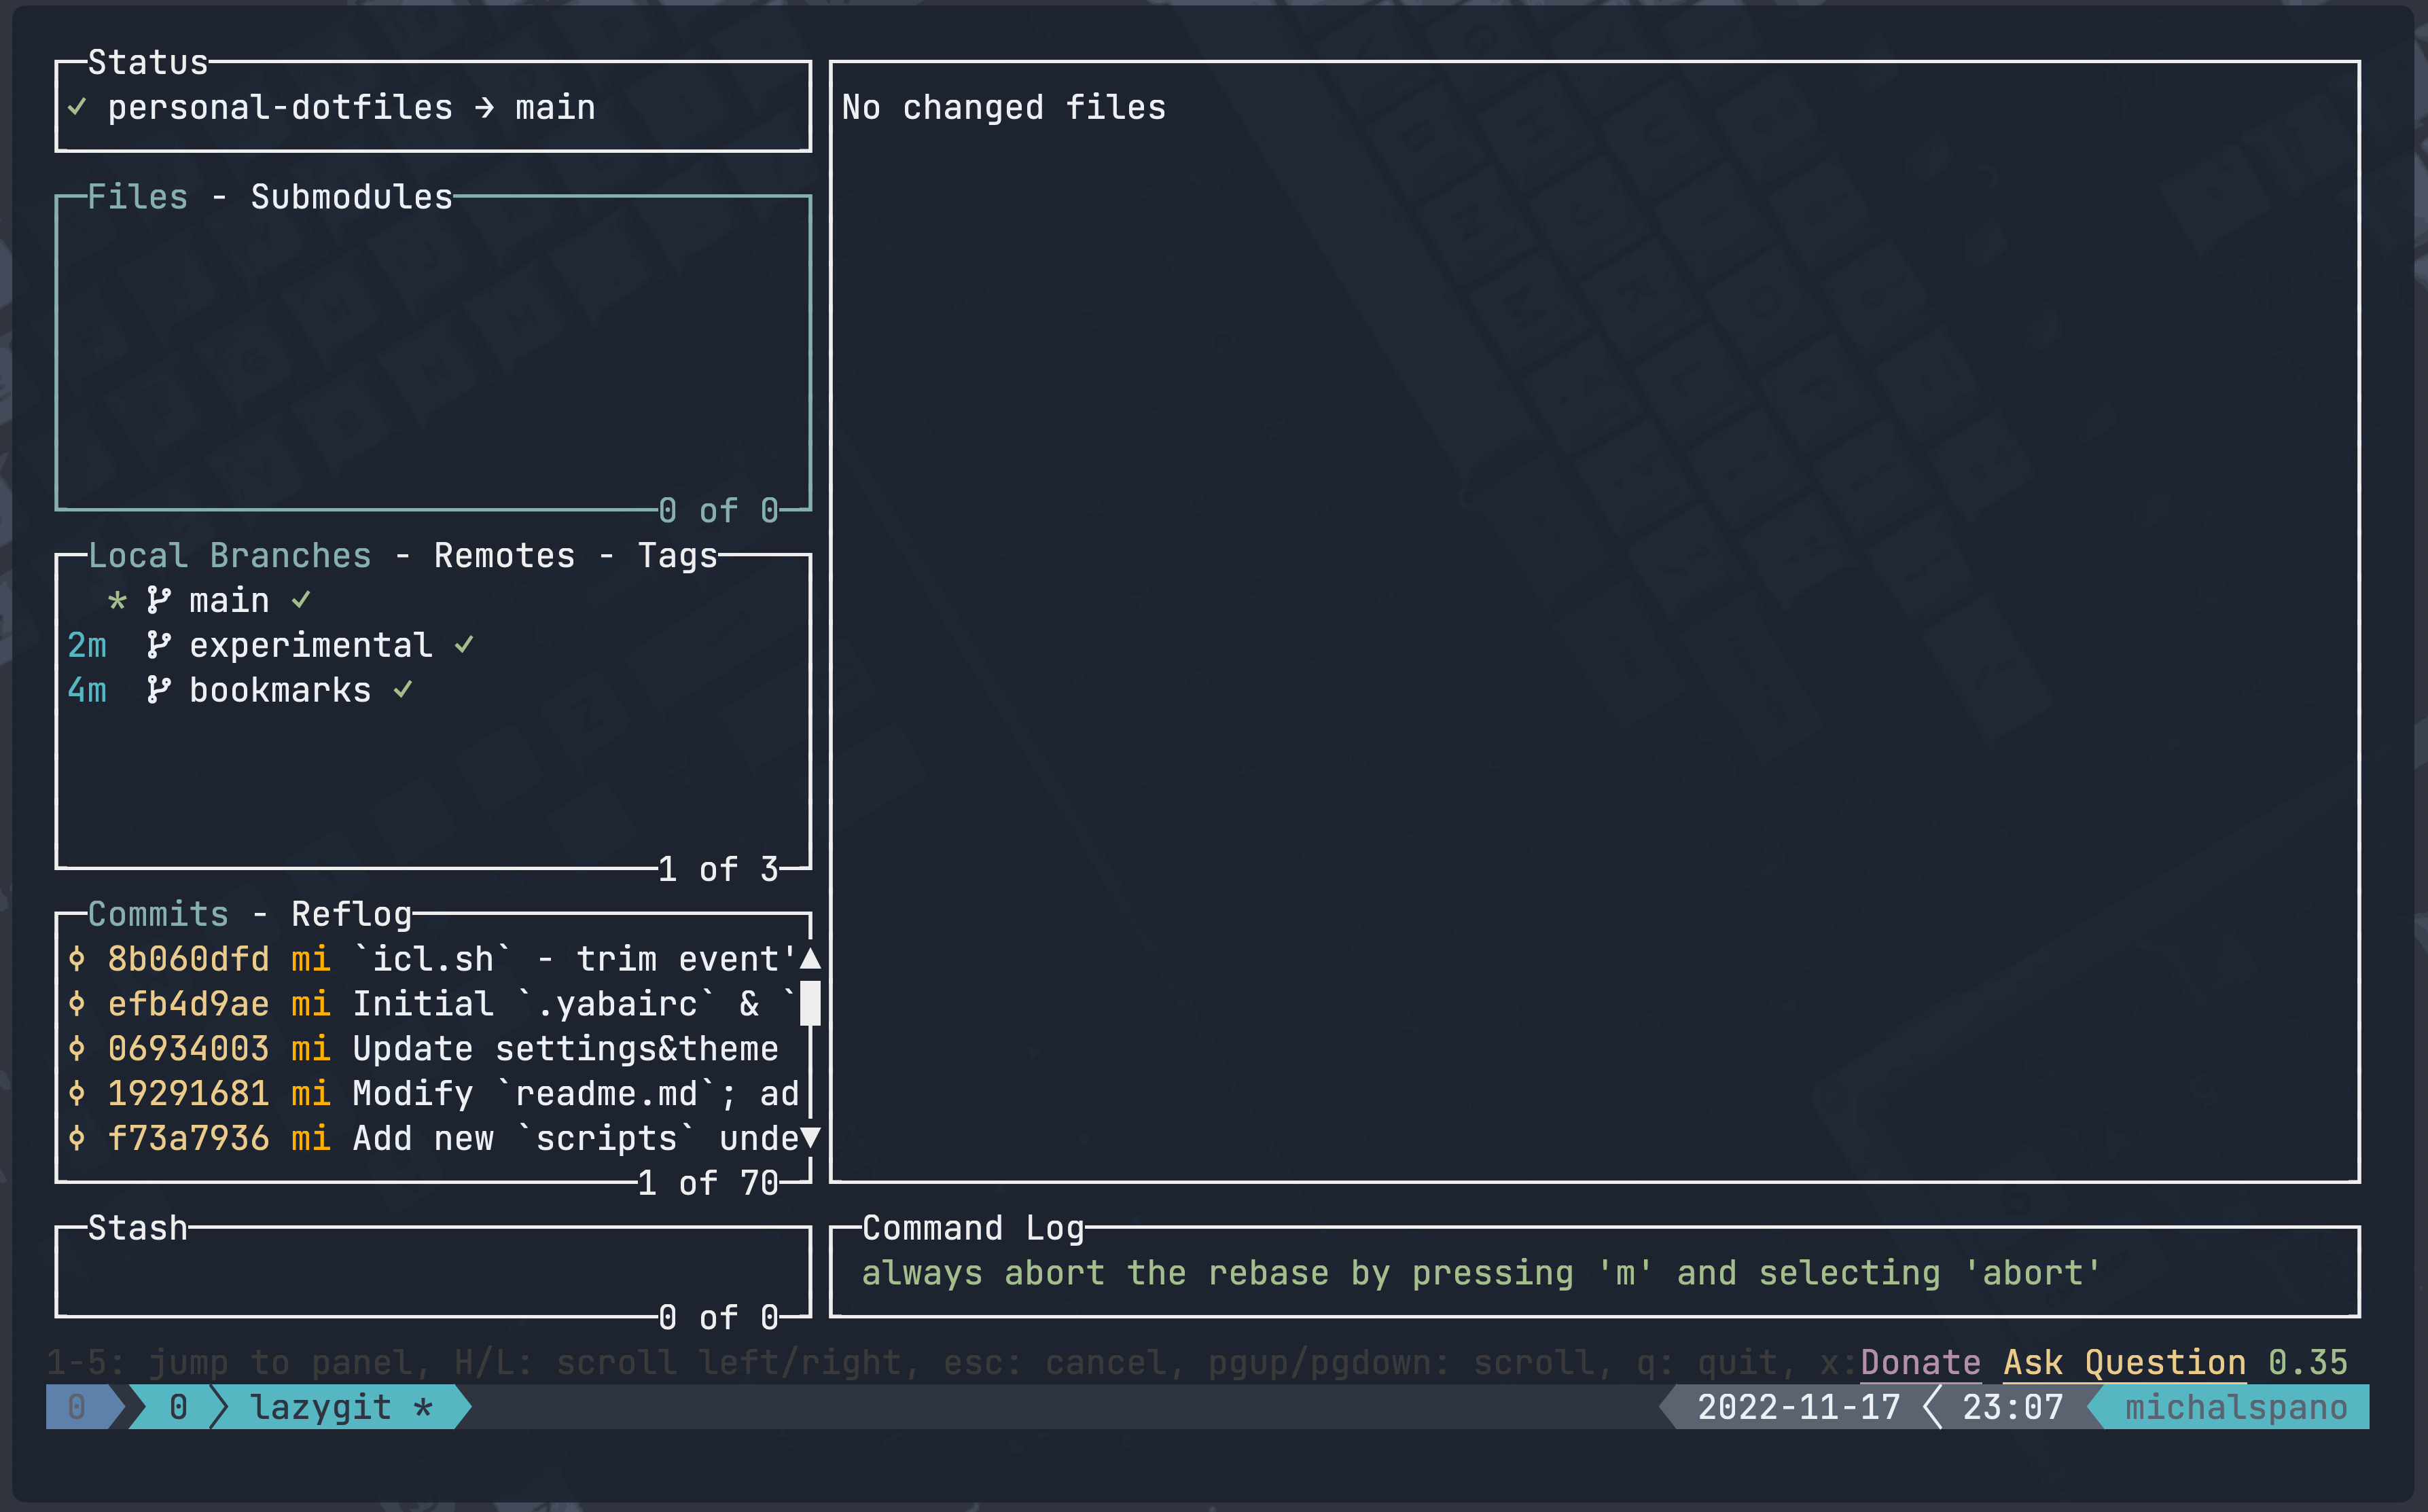 Status
✓ personal-dotfiles → main
Files - Submodules
0 of 0
Local Branches - Remotes - Tags
* main ✓
2m experimental ✓
4m bookmarks ✓
1 of 3
Commits - Reflog
8b060dfd mi `icl.sh` - trim event'
efb4d9ae mi Initial `.yabairc` & `
06934003 mi Update settings&theme
19291681 mi Modify `readme.md`; ad
f73a7936 mi Add new `scripts` unde
1 of 70
Stash
0 of 0
No changed files
Command Log
always abort the rebase by pressing 'm' and selecting 'abort'
1-5: jump to panel, H/L: scroll left/right, esc: cancel, pgup/pgdown: scroll, q: quit, x:Donate Ask Question 0.35
0 0 lazygit * 2022-11-17 23:07 michalspano